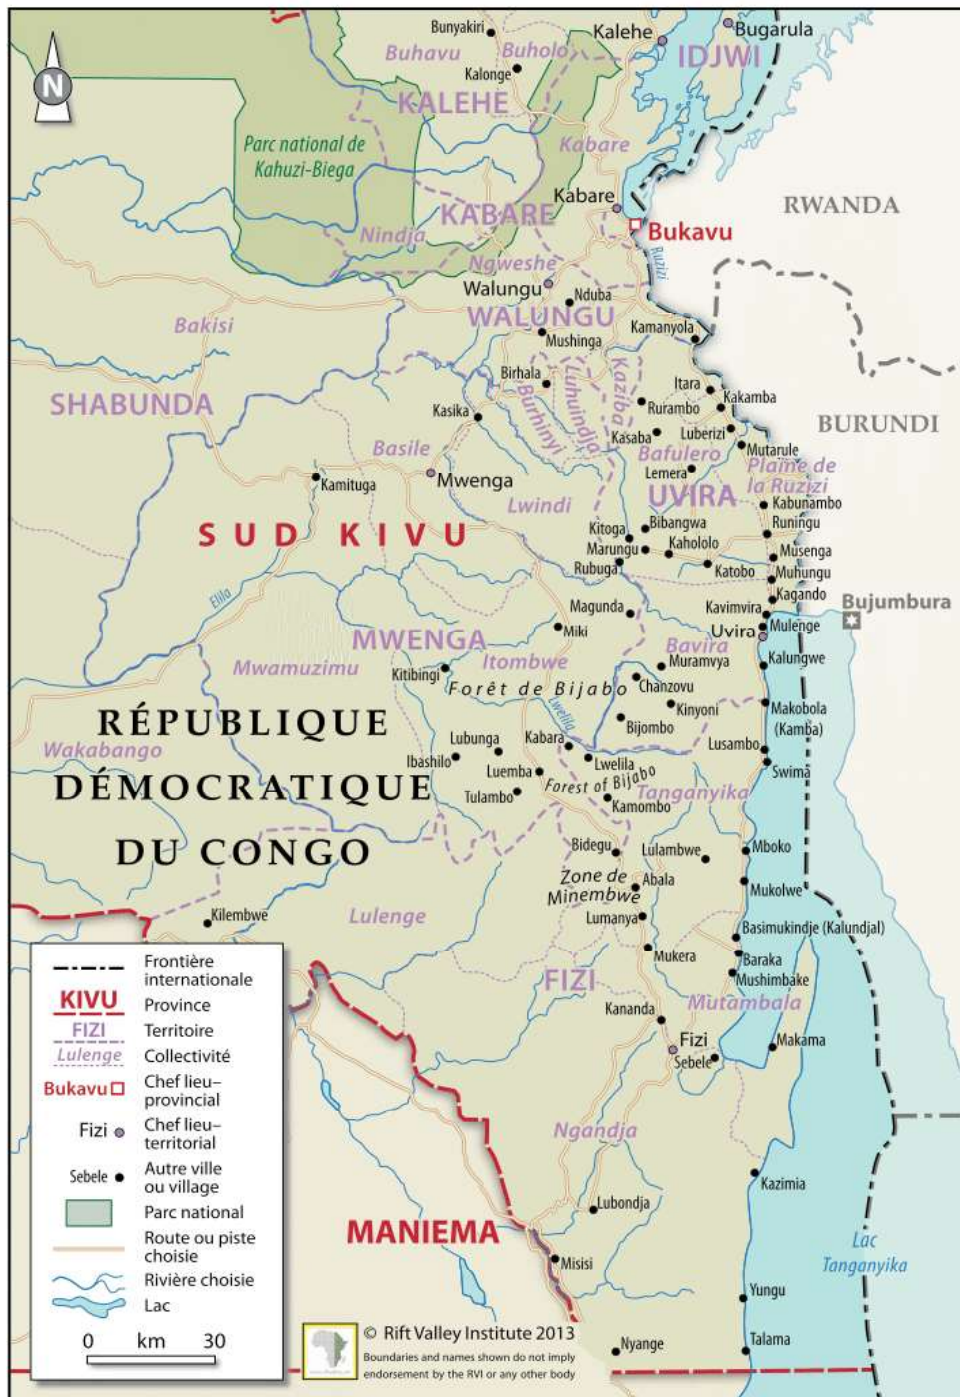 Bunyakiri
Kalehe
Bugarula
Buhavu
Buholo
IDJWI
Kalonge
KALEHE
N
Parc national de
Kahuzi-Biega
Kabare
Kabare
RWANDA
KABARE
Bukavu
Nindja
Ruzizi
Ngweshe
Walungu
Nduba
WALUNGU
Bakisi
Kamanyola
Mushinga
Birhala
Luhuindja
Kaziba
Itara
SHABUNDA
Burhinyi
Rurambo
Kakamba
Kasika
BURUNDI
Kasaba
Luberizi
Basile
Bafulero
Mutarule
Mwenga
Lemera
Plaine de
la Ruzizi
Kamituga
UVIRA
Lwindi
Kabunambo
SUD KIVU
Bibangwa
Runingu
Kitoga
Marungu
Kahololo
Musenga
Rubuga
Katobo
Muhungu
Elila
Kagando
Magunda
Kavimvira
Bujumbura
Miki
Mulenge
MWENGA
Uvira
Bavira
Mwamuzimu
Itombwe
Muramvya
Kalungwe
Kitibingi
Forêt de Bijabo
Chanzovu
Kinyoni
Makobola
(Kamba)
RÉPUBLIQUE
Lwelila
Bijombo
Wakabango
Lubunga
Kabara
Lusambo
Ibashilo
Lwelila
Swima
DÉMOCRATIQUE
Luemba
Forest of Bijabo
Tulambo
Tanganyika
Kamombo
DU CONGO
Bidegu
Lulambwe
Mboko
Zone de
Minembwe
Abala
Mukolwe
Lulenge
Lumanya
Kilembwe
Basimukindje (Kalundjal)
Mukera
Baraka
FIZI
Mushimbake
Mutambala
Kananda
Fizi
Makama
Sebele
Ngandja
Kazimia
Lubondja
MANIEMA
Lac
Tanganyika
Misisi
Yungu
Nyange
Talama
Frontière
internationale
KIVU Province
FIZI Territoire
Lulenge Collectivité
Bukavu Chef lieu–
provincial
Fizi Chef lieu–
territorial
Sebele Autre ville
ou village
Parc national
Route ou piste
choisie
Rivière choisie
Lac
0 km 30
© Rift Valley Institute 2013
Boundaries and names shown do not imply
endorsement by the RVI or any other body